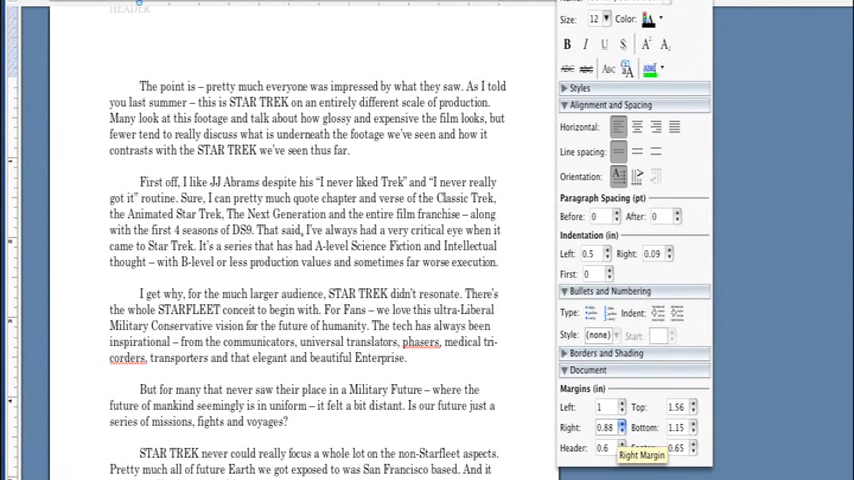 HEADER
The point is – pretty much everyone was impressed by what they saw. As I told
you last summer – this is STAR TREK on an entirely different scale of production.
Many look at this footage and talk about how glossy and expensive the film looks, but
fewer tend to really discuss what is underneath the footage we've seen and how it
contrasts with the STAR TREK we've seen thus far.
First off, I like JJ Abrams despite his “I never liked Trek” and “I never really
got it” routine. Sure, I can pretty much quote chapter and verse of the Classic Trek,
the Animated Star Trek, The Next Generation and the entire film franchise – along
with the first 4 seasons of DS9. That said, I've always had a very critical eye when it
came to Star Trek. It's a series that has had A-level Science Fiction and Intellectual
thought – with B-level or less production values and sometimes far worse execution.
I get why, for the much larger audience, STAR TREK didn't resonate. There's
the whole STARFLEET conceit to begin with. For Fans – we love this ultra-Liberal
Military Conservative vision for the future of humanity. The tech has always been
inspirational – from the communicators, universal translators, phasers, medical tri-
corders, transporters and that elegant and beautiful Enterprise.
But for many that never saw their place in a Military Future – where the
future of mankind seemingly is in uniform – it felt a bit distant. Is our future just a
series of missions, fights and voyages?
STAR TREK never could really focus a whole lot on the non-Starfleet aspects.
Pretty much all of future Earth we got exposed to was San Francisco based. And it
Size: 12 Color: A
B I U S A² A₂
ABC ABC ABC aA
Styles
Alignment and Spacing
Horizontal:
Line spacing:
Orientation:
Paragraph Spacing (pt)
Before: 0 After: 0
Indentation (in)
Left: 0.5 Right: 0.09
First: 0
Bullets and Numbering
Type: Indent:
Style: (none) Start:
Borders and Shading
Document
Margins (in)
Left: 1 Top: 1.56
Right: 0.88 Bottom: 1.15
Header: 0.6 0.65
Right Margin